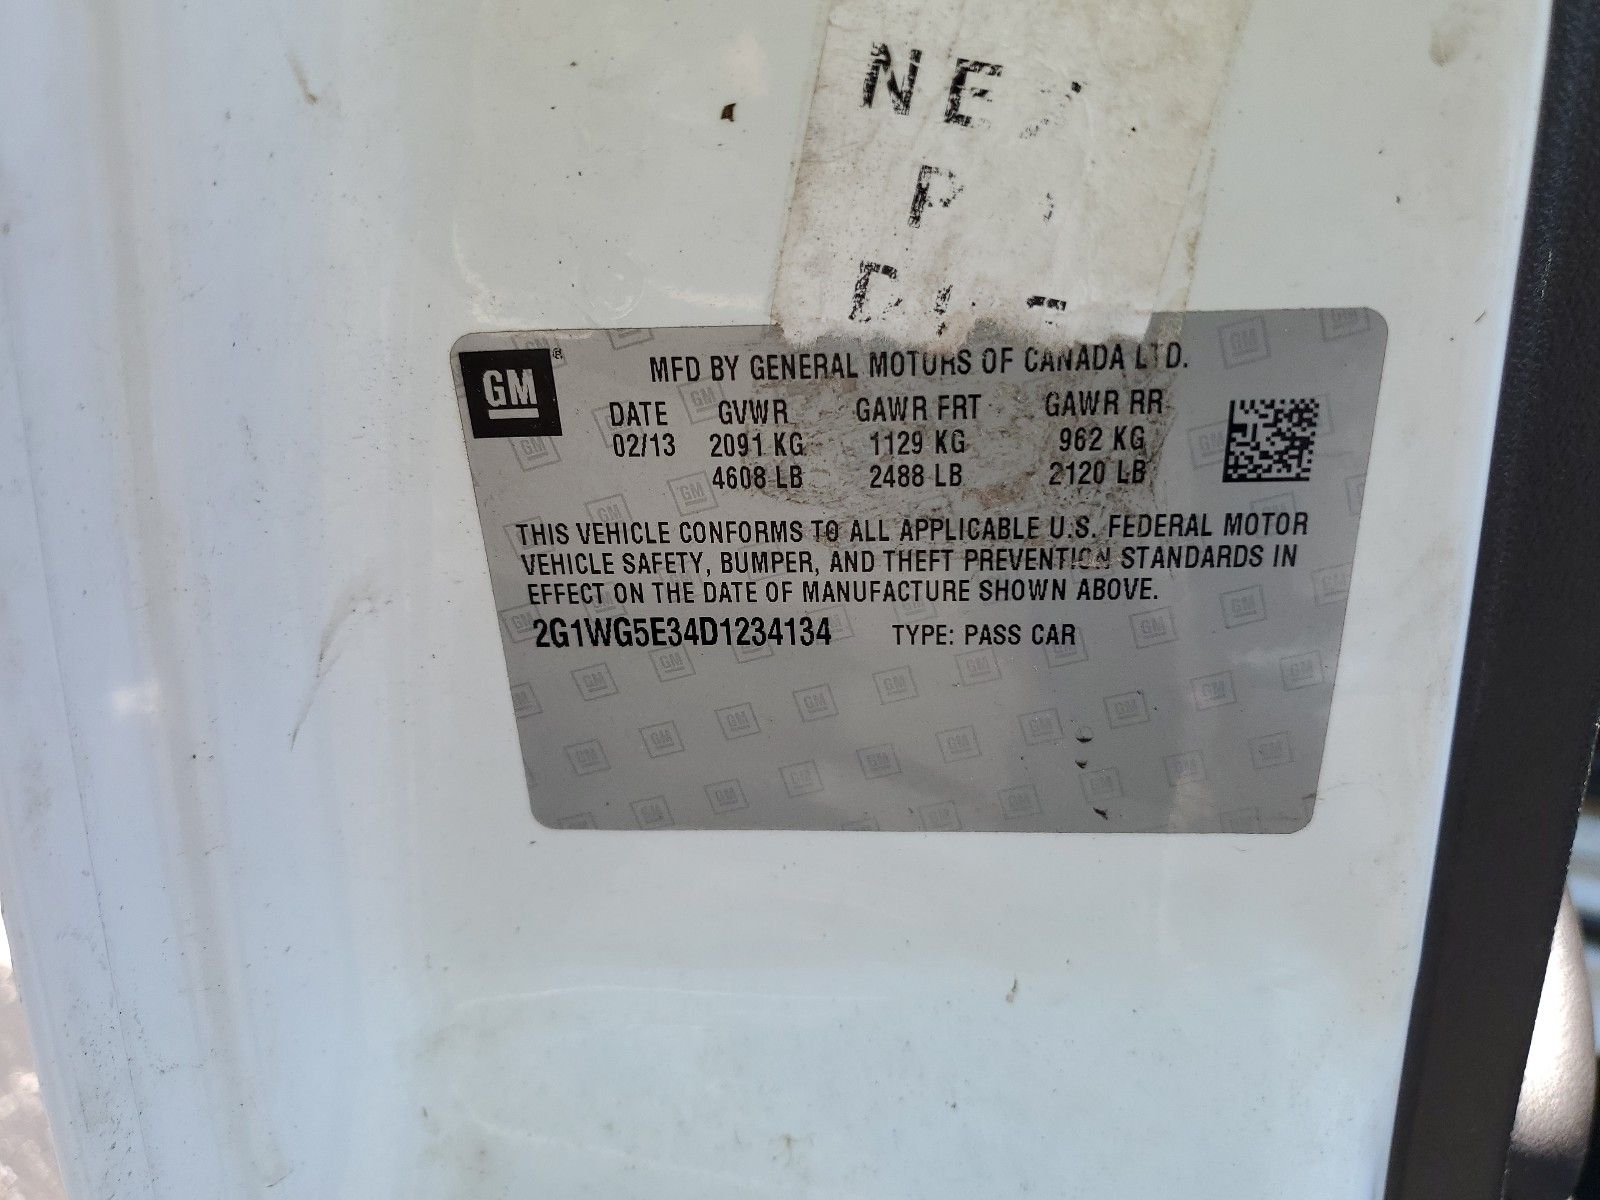 NE
P
GM®
MFD BY GENERAL MOTORS OF CANADA LTD.
DATE GVWR GAWR FRT GAWR RR
02/13 2091 KG 1129 KG 962 KG
4608 LB 2488 LB 2120 LB
THIS VEHICLE CONFORMS TO ALL APPLICABLE U.S. FEDERAL MOTOR
VEHICLE SAFETY, BUMPER, AND THEFT PREVENTION STANDARDS IN
EFFECT ON THE DATE OF MANUFACTURE SHOWN ABOVE.
2G1WG5E34D1234134 TYPE: PASS CAR